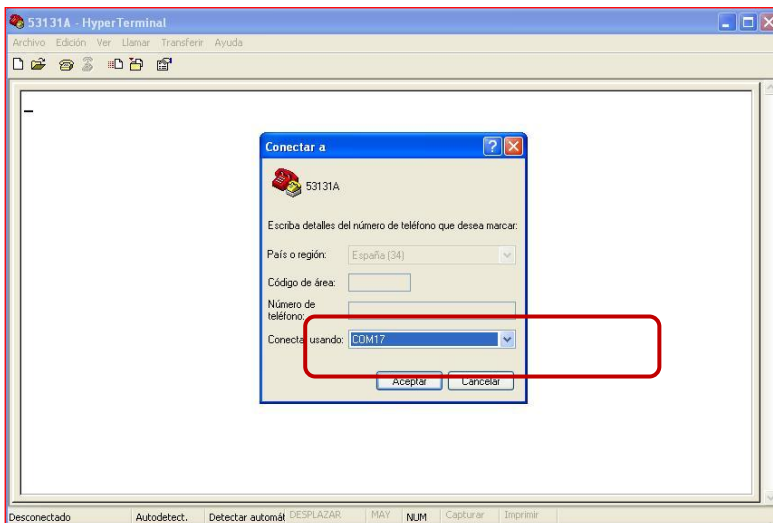 53131A - HyperTerminal
Archivo Edición Ver Llamar Transferir Ayuda
Conectar a
53131A
Escriba detalles del número de teléfono que desea marcar:
País o región: España (34)
Código de área:
Número de
teléfono:
Conectar usando: COM17
Aceptar Cancelar
Desconectado Autodetect. Detectar automát DESPLAZAR MAY NUM Capturar Imprimir